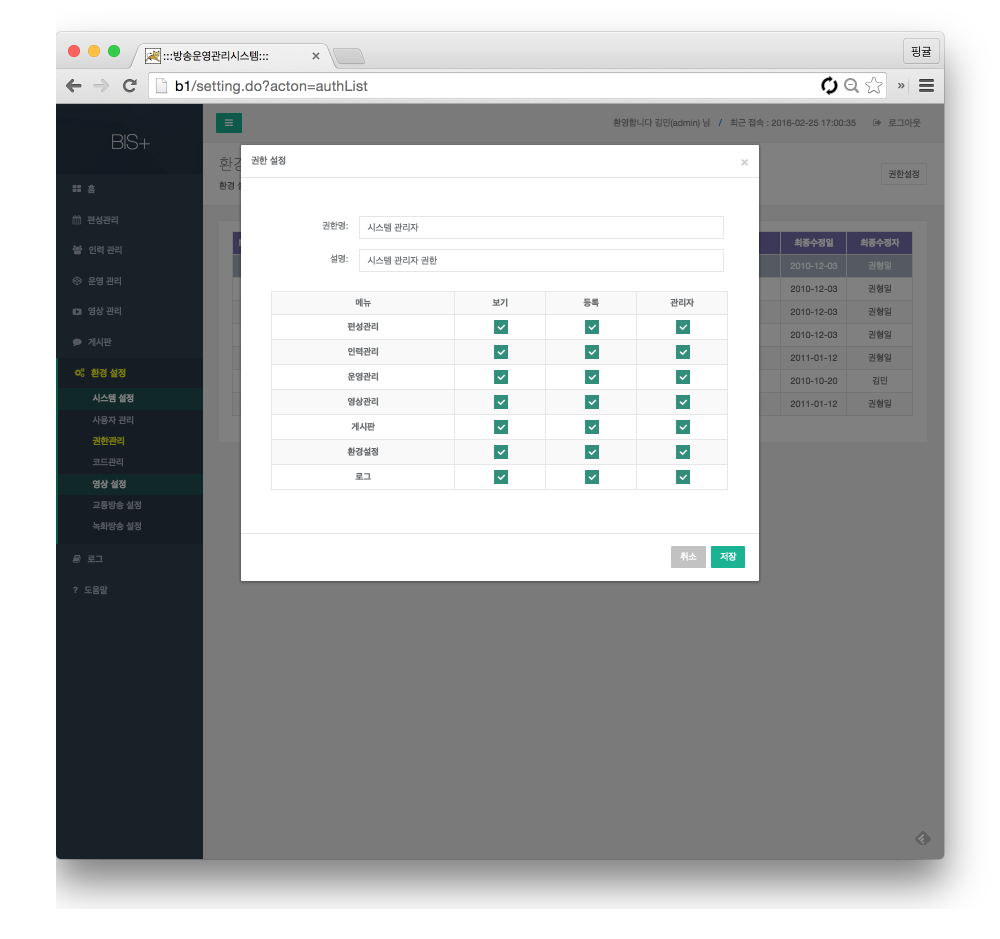 :::방송운영관리시스템:::
핑귤
b1/setting.do?acton=authList
BIS+
환영합니다 김민(admin) 님 / 최근 접속 : 2016-02-25 17:00:35 로그아웃
홈
편성관리
인력 관리
운영 관리
영상 관리
게시판
환경 설정
시스템 설정
사용자 관리
권한관리
코드관리
영상 설정
교통방송 설정
녹화방송 설정
로그
? 도움말
환경
환경
권한설정
권한 설정 ×
권한명: 시스템 관리자
설명: 시스템 관리자 권한
메뉴 보기 등록 관리자
편성관리
인력관리
운영관리
영상관리
게시판
환경설정
로그
취소 저장
최종수정일 최종수정자
2010-12-03 권형일
2010-12-03 권형일
2010-12-03 권형일
2010-12-03 권형일
2011-01-12 권형일
2010-10-20 김민
2011-01-12 권형일